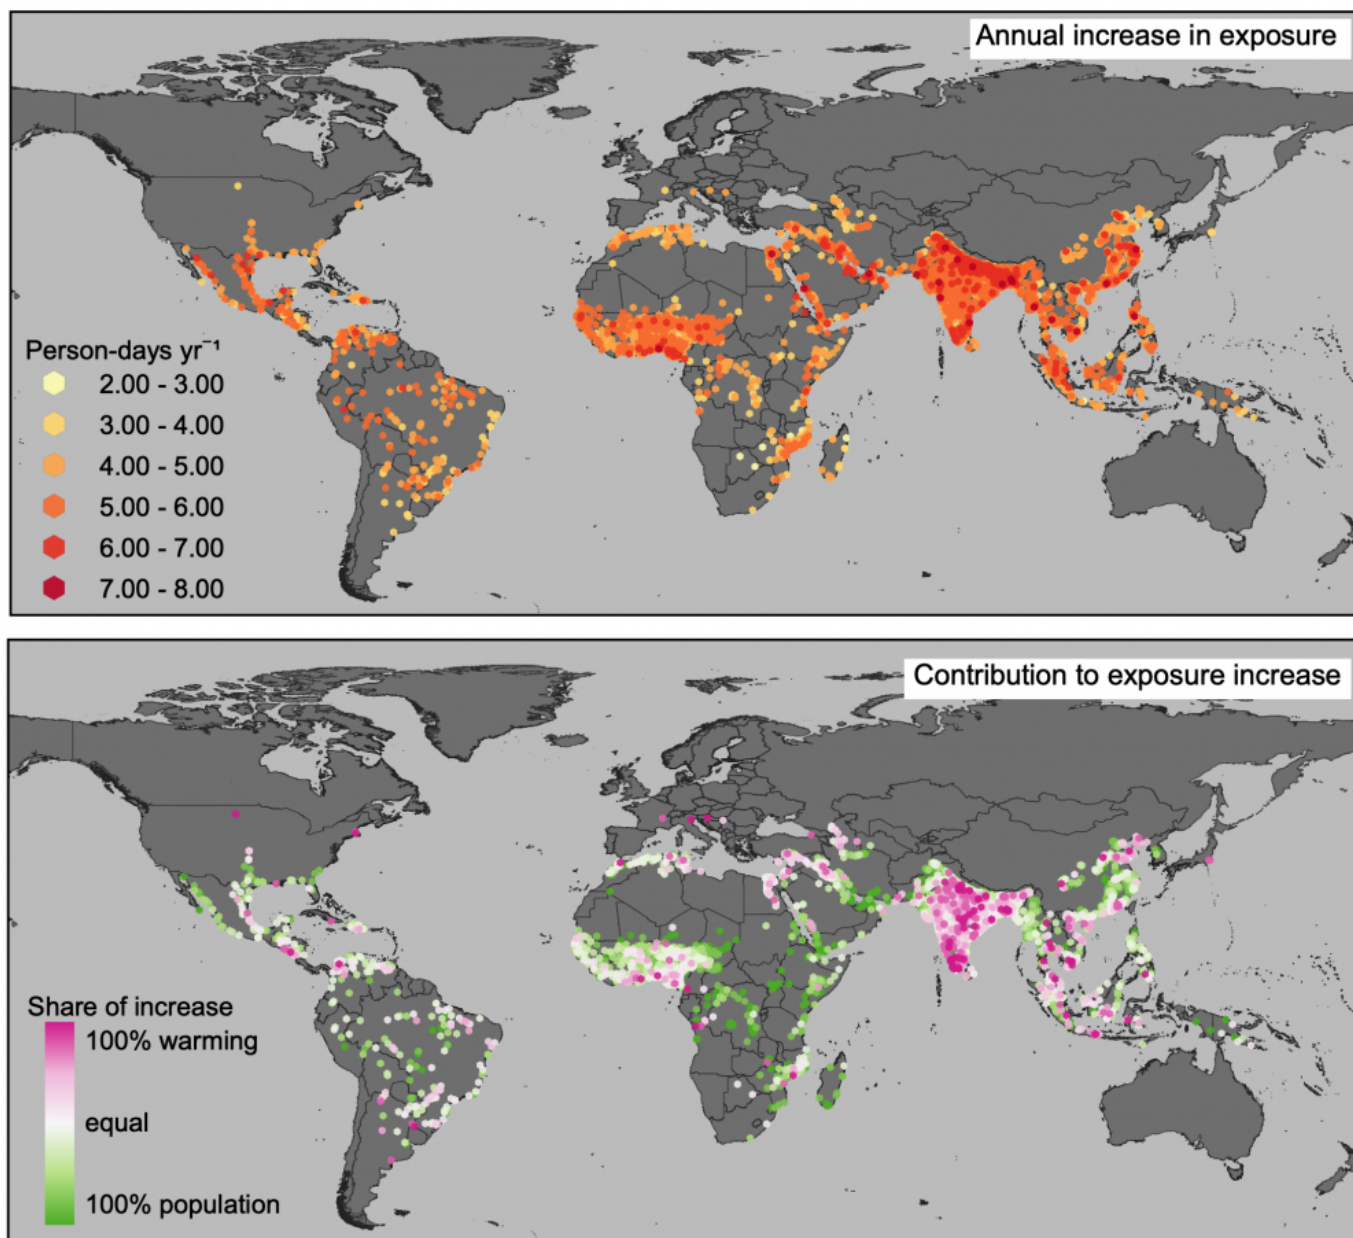 Annual increase in exposure
Person-days yr⁻¹
2.00 - 3.00
3.00 - 4.00
4.00 - 5.00
5.00 - 6.00
6.00 - 7.00
7.00 - 8.00
Contribution to exposure increase
Share of increase
100% warming
equal
100% population